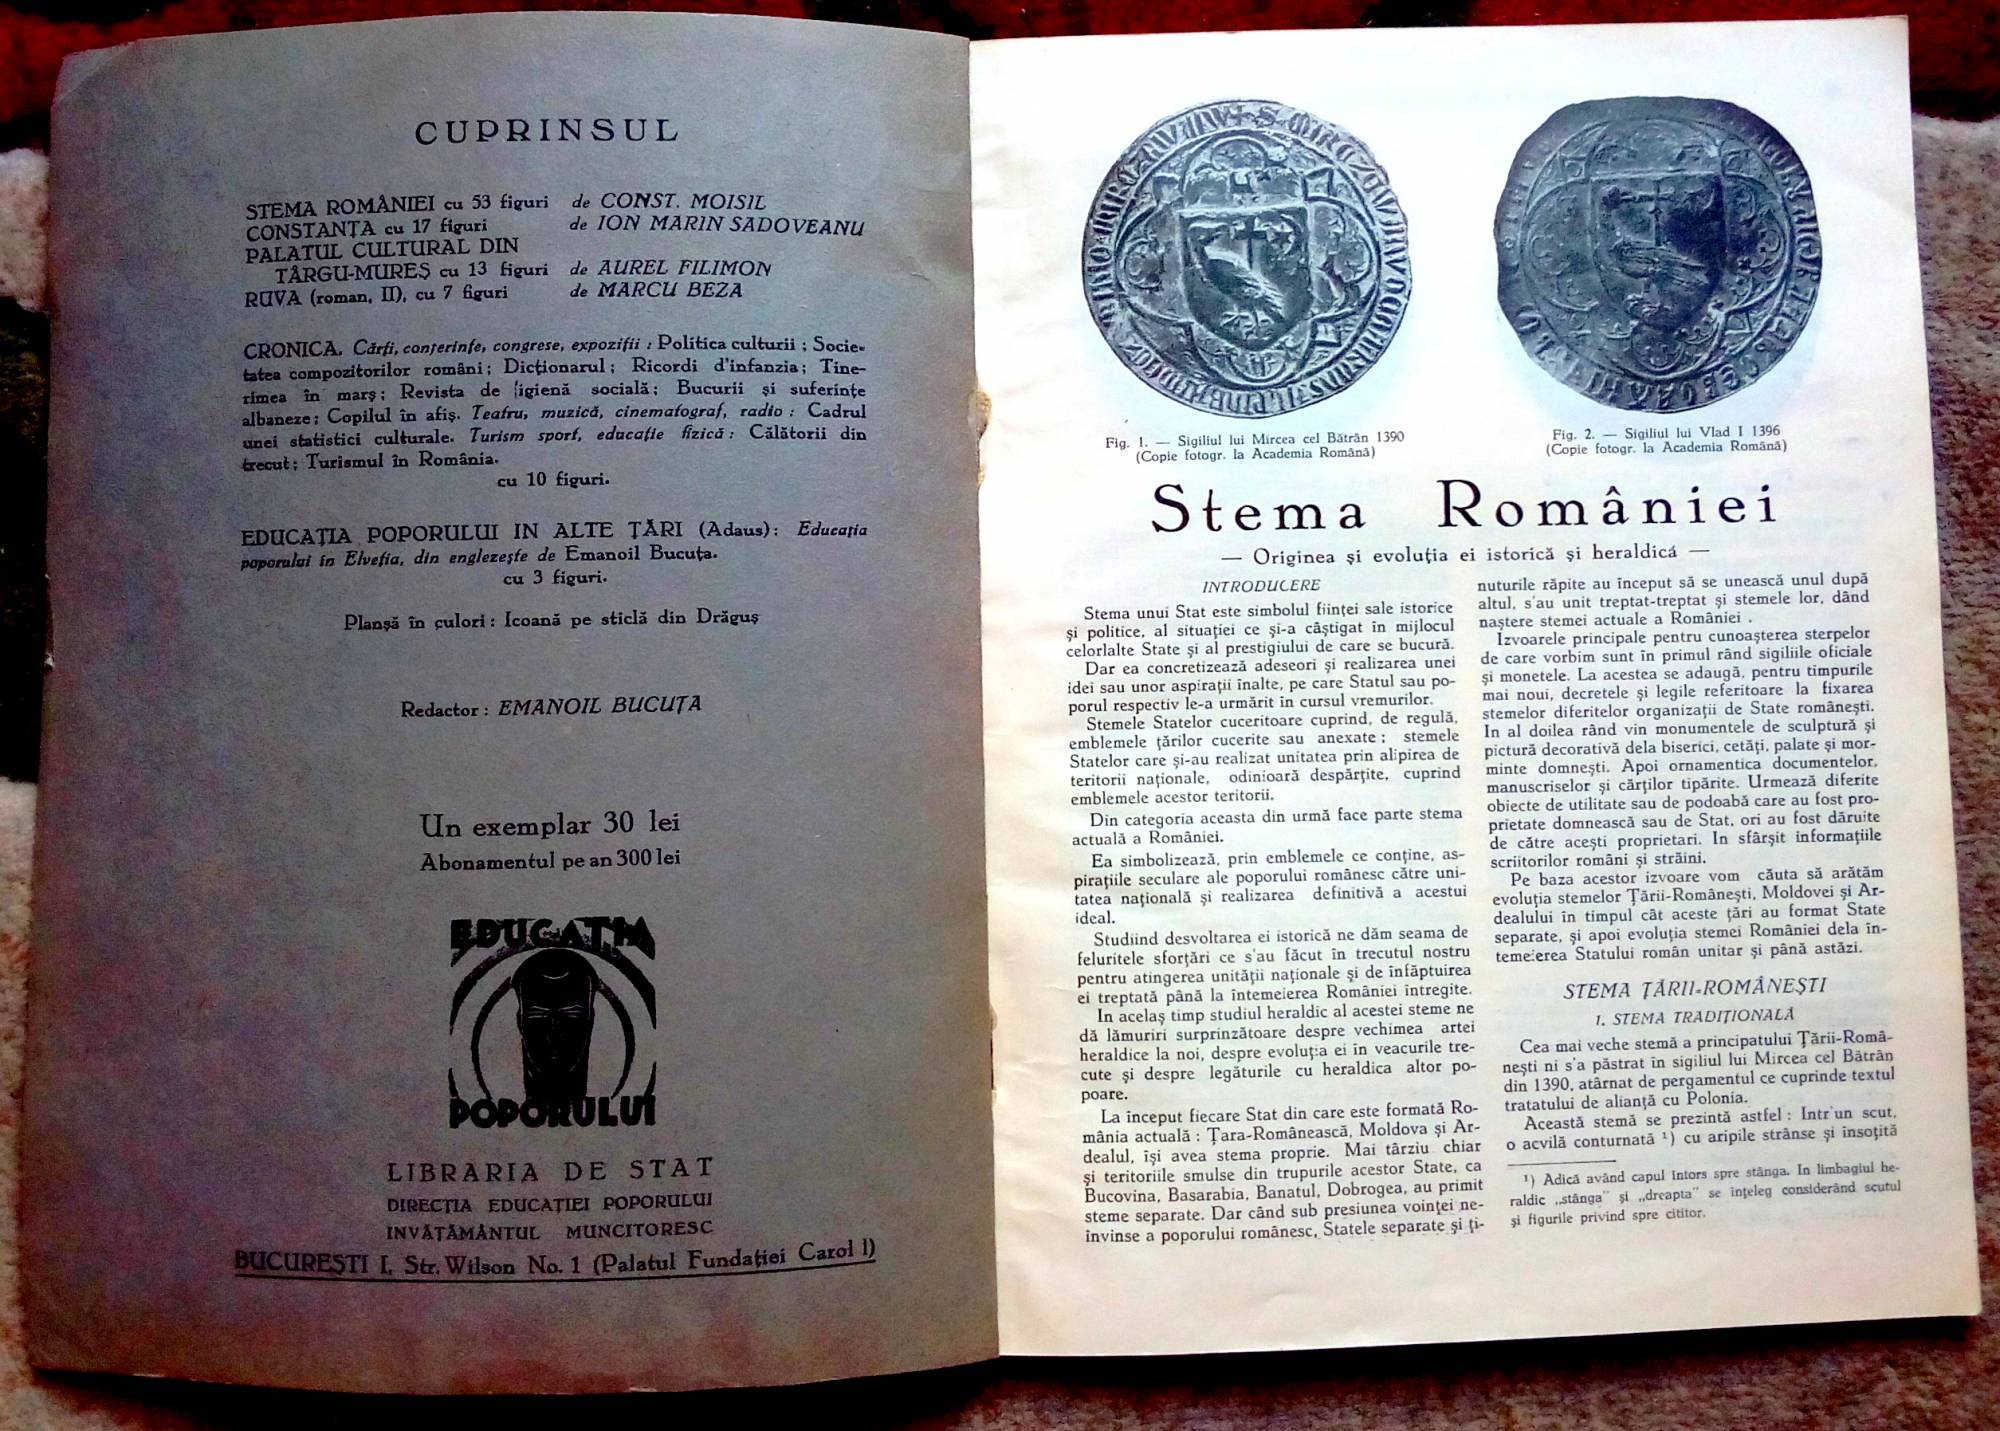 CUPRINSUL
STEMA ROMÂNIEI cu 53 figuri de CONST. MOISIL
CONSTANȚA cu 17 figuri de ION MARIN SADOVEANU
PALATUL CULTURAL DIN
TÂRGU-MUREȘ cu 13 figuri de AUREL FILIMON
RUVA (roman, II), cu 7 figuri de MARCU BEZA
CRONICA. Cărți, conferințe, congrese, expoziții : Politica culturii ; Socie-
tatea compozitorilor români ; Dicționarul ; Ricordi d'infanzia ; Tine-
rimea în marș ; Revista de igienă socială ; Bucurii și suferințe
albaneze ; Copilul în afiș. Teatru, muzică, cinematograf, radio : Cadrul
unei statistici culturale. Turism sport, educație fizică : Călătorii din
trecut ; Turismul în România.
cu 10 figuri.
EDUCAȚIA POPORULUI IN ALTE ȚĂRI (Adaus) : Educația
poporului în Elveția, din englezește de Emanoil Bucuța.
cu 3 figuri.
Planșă în culori : Icoană pe sticlă din Drăguș
Redactor : EMANOIL BUCUȚA
Un exemplar 30 lei
Abonamentul pe an 300 lei
EDUCAȚIA
POPORULUI
LIBRARIA DE STAT
DIRECȚIA EDUCAȚIEI POPORULUI
INVĂȚĂMÂNTUL MUNCITORESC
BUCUREȘTI I, Str. Wilson No. 1 (Palatul Fundației Carol I)
Fig. 1. — Sigiliul lui Mircea cel Bătrân 1390
(Copie fotogr. la Academia Română)
Fig. 2. — Sigiliul lui Vlad I 1396
(Copie fotogr. la Academia Română)
Stema României
— Originea și evoluția ei istorică și heraldică —
INTRODUCERE
Stema unui Stat este simbolul ființei sale istorice
și politice, al situației ce și-a câștigat în mijlocul
celorlalte State și al prestigiului de care se bucură.
Dar ea concretizează adeseori și realizarea unei
idei sau unor aspirații înalte, pe care Statul sau po-
porul respectiv le-a urmărit în cursul vremurilor.
Stemele Statelor cuceritoare cuprind, de regulă,
emblemele țărilor cucerite sau anexate ; stemele
Statelor care și-au realizat unitatea prin alipirea de
teritorii naționale, odinioară despărțite, cuprind
emblemele acestor teritorii.
Din categoria aceasta din urmă face parte stema
actuală a României.
Ea simbolizează, prin emblemele ce conține, as-
pirațiile seculare ale poporului românesc către uni-
tatea națională și realizarea definitivă a acestui
ideal.
Studiind desvoltarea ei istorică ne dăm seama de
feluritele sforțări ce s'au făcut în trecutul nostru
pentru atingerea unității naționale și de înfăptuirea
ei treptată până la întemeierea României întregite.
In acelaș timp studiul heraldic al acestei steme ne
dă lămuriri surprinzătoare despre vechimea artei
heraldice la noi, despre evoluția ei în veacurile tre-
cute și despre legăturile cu heraldica altor po-
poare.
La început fiecare Stat din care este formată Ro-
mânia actuală : Țara-Românească, Moldova și Ar-
dealul, își avea stema proprie. Mai târziu chiar
și teritoriile smulse din trupurile acestor State, ca
Bucovina, Basarabia, Banatul, Dobrogea, au primit
steme separate. Dar când sub presiunea voinței ne-
învinse a poporului românesc, Statele separate și ți-
nuturile răpite au început să se unească unul după
altul, s'au unit treptat-treptat și stemele lor, dând
naștere stemei actuale a României .
Izvoarele principale pentru cunoașterea sterpelor
de care vorbim sunt în primul rând sigiliile oficiale
și monetele. La acestea se adaugă, pentru timpurile
mai noui, decretele și legile referitoare la fixarea
stemelor diferitelor organizații de State românești.
In al doilea rând vin monumentele de sculptură și
pictură decorativă dela biserici, cetăți, palate și mor-
minte domnești. Apoi ornamentica documentelor,
manuscriselor și cărților tipărite. Urmează diferite
obiecte de utilitate sau de podoabă care au fost pro-
prietate domnească sau de Stat, ori au fost dăruite
de către acești proprietari. In sfârșit informațiile
scriitorilor români și străini.
Pe baza acestor izvoare vom căuta să arătăm
evoluția stemelor Țării-Românești, Moldovei și Ar-
dealului în timpul cât aceste țări au format State
separate, și apoi evoluția stemei României dela în-
temeierea Statului român unitar și până astăzi.
STEMA ȚĂRII-ROMÂNEȘTI
1. STEMA TRADIȚIONALĂ
Cea mai veche stemă a principatului Țării-Româ-
nești ni s'a păstrat în sigiliul lui Mircea cel Bătrân
din 1390, atârnat de pergamentul ce cuprinde textul
tratatului de alianță cu Polonia.
Această stemă se prezintă astfel : Intr'un scut,
o acvilă conturnată ¹) cu aripile strânse și însoțită
¹) Adică având capul întors spre stânga. In limbagiul he-
raldic „stânga" și „dreapta" se înțeleg considerând scutul
și figurile privind spre cititor.